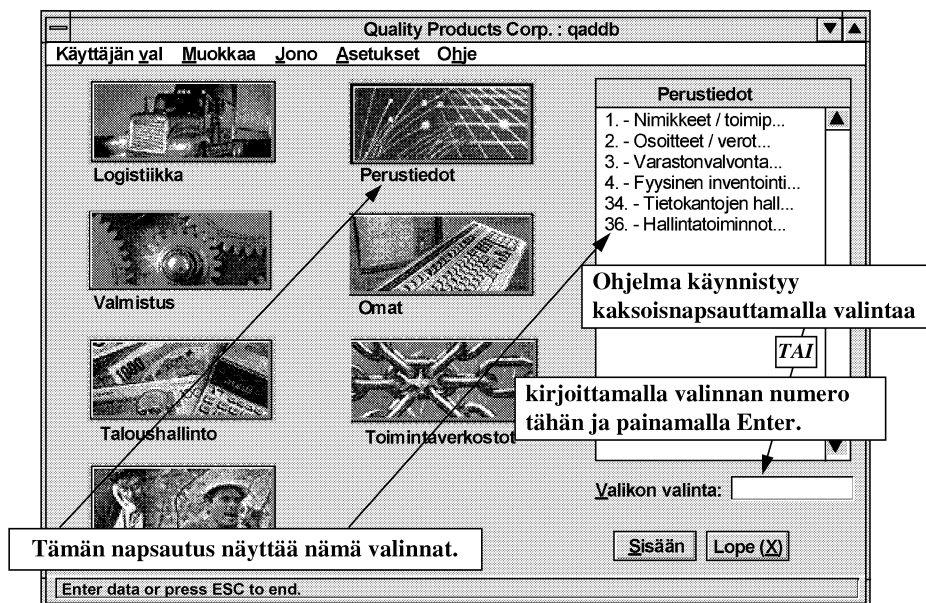 Quality Products Corp. : qaddb
Käyttäjän val Muokkaa Jono Asetukset Ohje
Logistiikka
Perustiedot
Valmistus
Omat
Taloushallinto
Toimintaverkostot
Perustiedot
1. - Nimikkeet / toimip...
2. - Osoitteet / verot...
3. - Varastonvalvonta...
4. - Fyysinen inventointi...
34. - Tietokantojen hall...
36. - Hallintatoiminnot...
Ohjelma käynnistyy
kaksoisnapsauttamalla valintaa
TAI
kirjoittamalla valinnan numero
tähän ja painamalla Enter.
Valikon valinta:
Tämän napsautus näyttää nämä valinnat.
Sisään Lope (X)
Enter data or press ESC to end.